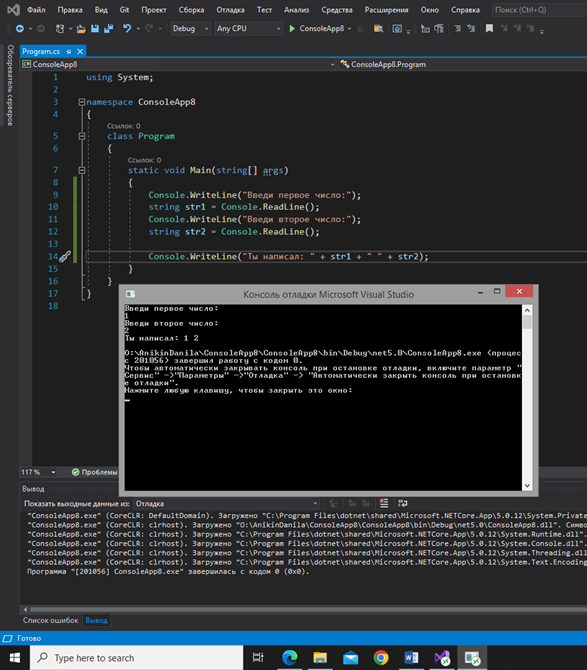 Файл Правка Вид Git Проект Сборка Отладка Тест Анализ Средства Расширения Окно Справка Поиск (Ctrl+Q)
Debug Any CPU ConsoleApp8
Обозреватель серверов
Program.cs
ConsoleApp8 ConsoleApp8.Program
1 using System;
2
3 namespace ConsoleApp8
4 {
Ссылок: 0
5 class Program
6 {
Ссылок: 0
7 static void Main(string[] args)
8 {
9 Console.WriteLine("Введи первое число:");
10 string str1 = Console.ReadLine();
11 Console.WriteLine("Введи второе число:");
12 string str2 = Console.ReadLine();
13
14 Console.WriteLine("Ты написал: " + str1 + " " + str2);
15 }
16 }
17 }
18
Консоль отладки Microsoft Visual Studio
Введи первое число:
1
Введи второе число:
2
Ты написал: 1 2
O:\AnikinDanila\ConsoleApp8\ConsoleApp8\bin\Debug\net5.0\ConsoleApp8.exe (процес
с 201056) завершил работу с кодом 0.
Чтобы автоматически закрывать консоль при остановке отладки, включите параметр "
Сервис" ->"Параметры" ->"Отладка" -> "Автоматически закрыть консоль при остановк
е отладки".
Нажмите любую клавишу, чтобы закрыть это окно:
117 % Проблемы
Вывод
Показать выходные данные из: Отладка
"ConsoleApp8.exe" (CoreCLR: DefaultDomain). Загружено "C:\Program Files\dotnet\shared\Microsoft.NETCore.App\5.0.12\System.Private
"ConsoleApp8.exe" (CoreCLR: clrhost). Загружено "O:\AnikinDanila\ConsoleApp8\ConsoleApp8\bin\Debug\net5.0\ConsoleApp8.dll". Симво
"ConsoleApp8.exe" (CoreCLR: clrhost). Загружено "C:\Program Files\dotnet\shared\Microsoft.NETCore.App\5.0.12\System.Runtime.dll".
"ConsoleApp8.exe" (CoreCLR: clrhost). Загружено "C:\Program Files\dotnet\shared\Microsoft.NETCore.App\5.0.12\System.Console.dll".
"ConsoleApp8.exe" (CoreCLR: clrhost). Загружено "C:\Program Files\dotnet\shared\Microsoft.NETCore.App\5.0.12\System.Threading.dll
"ConsoleApp8.exe" (CoreCLR: clrhost). Загружено "C:\Program Files\dotnet\shared\Microsoft.NETCore.App\5.0.12\System.Text.Encoding
Программа "[201056] ConsoleApp8.exe" завершилась с кодом 0 (0x0).
Список ошибок Вывод
Готово
Type here to search